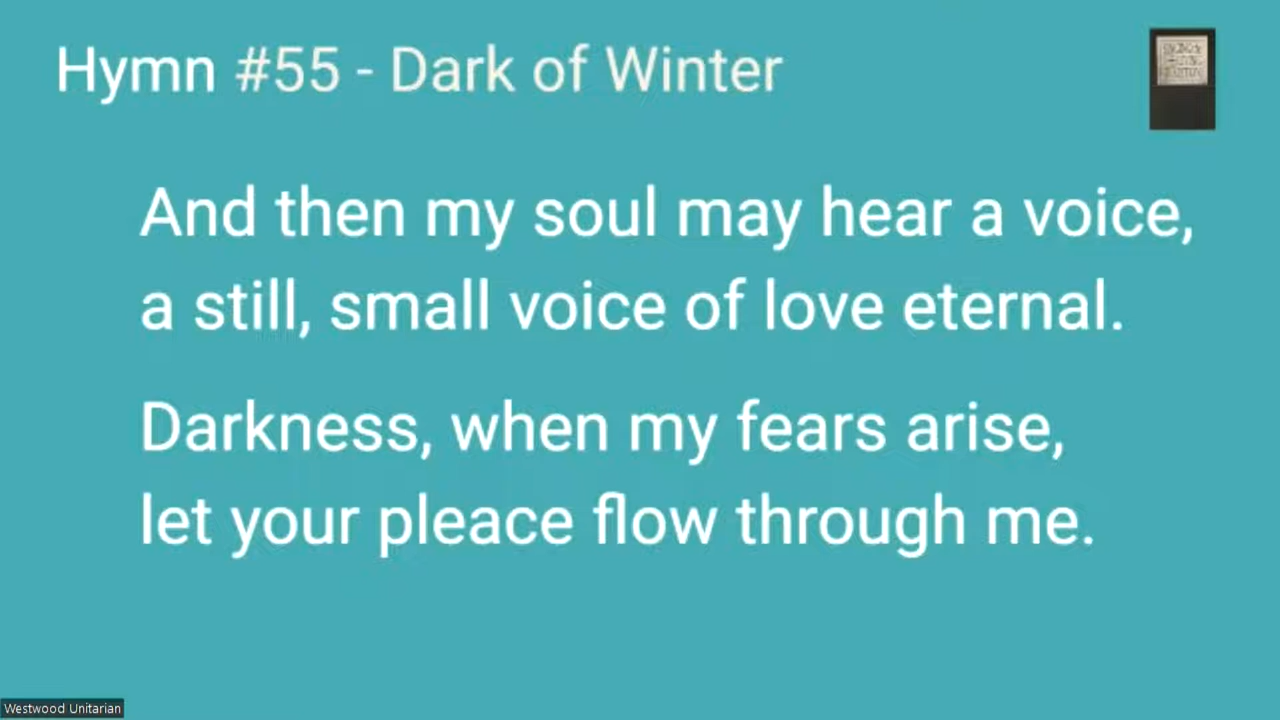 Hymn #55 - Dark of Winter
And then my soul may hear a voice,
a still, small voice of love eternal.
Darkness, when my fears arise,
let your pleace flow through me.
Westwood Unitarian